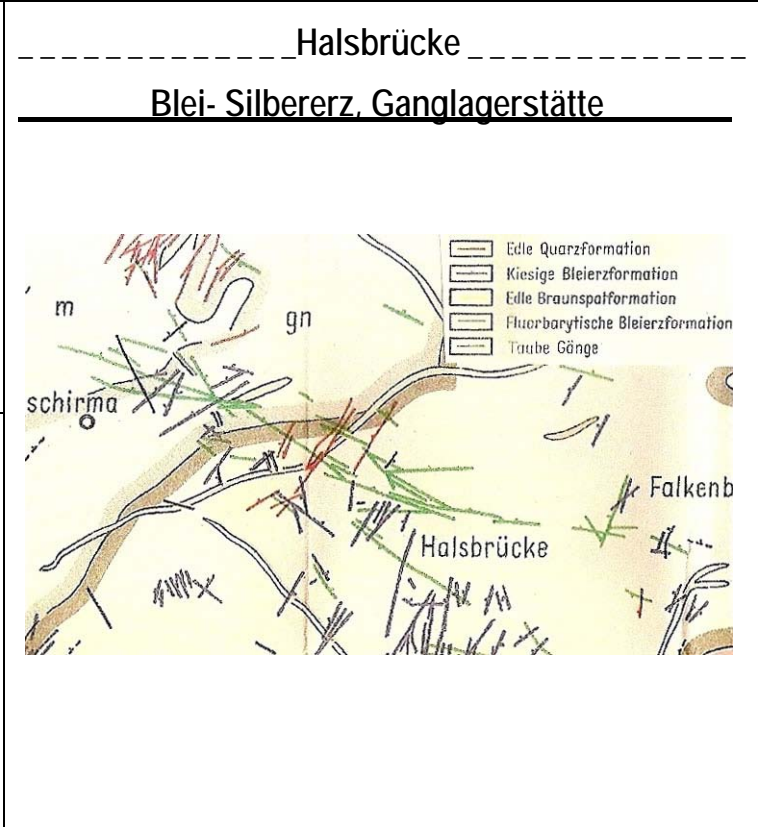 Halsbrücke
Blei- Silbererz, Ganglagerstätte
Edle Quarzformation
Kiesige Bleierzformation
Edle Braunspatformation
Fluorbarytische Bleierzformation
Taube Gänge
m
gn
schirma
Falkenb
Halsbrücke